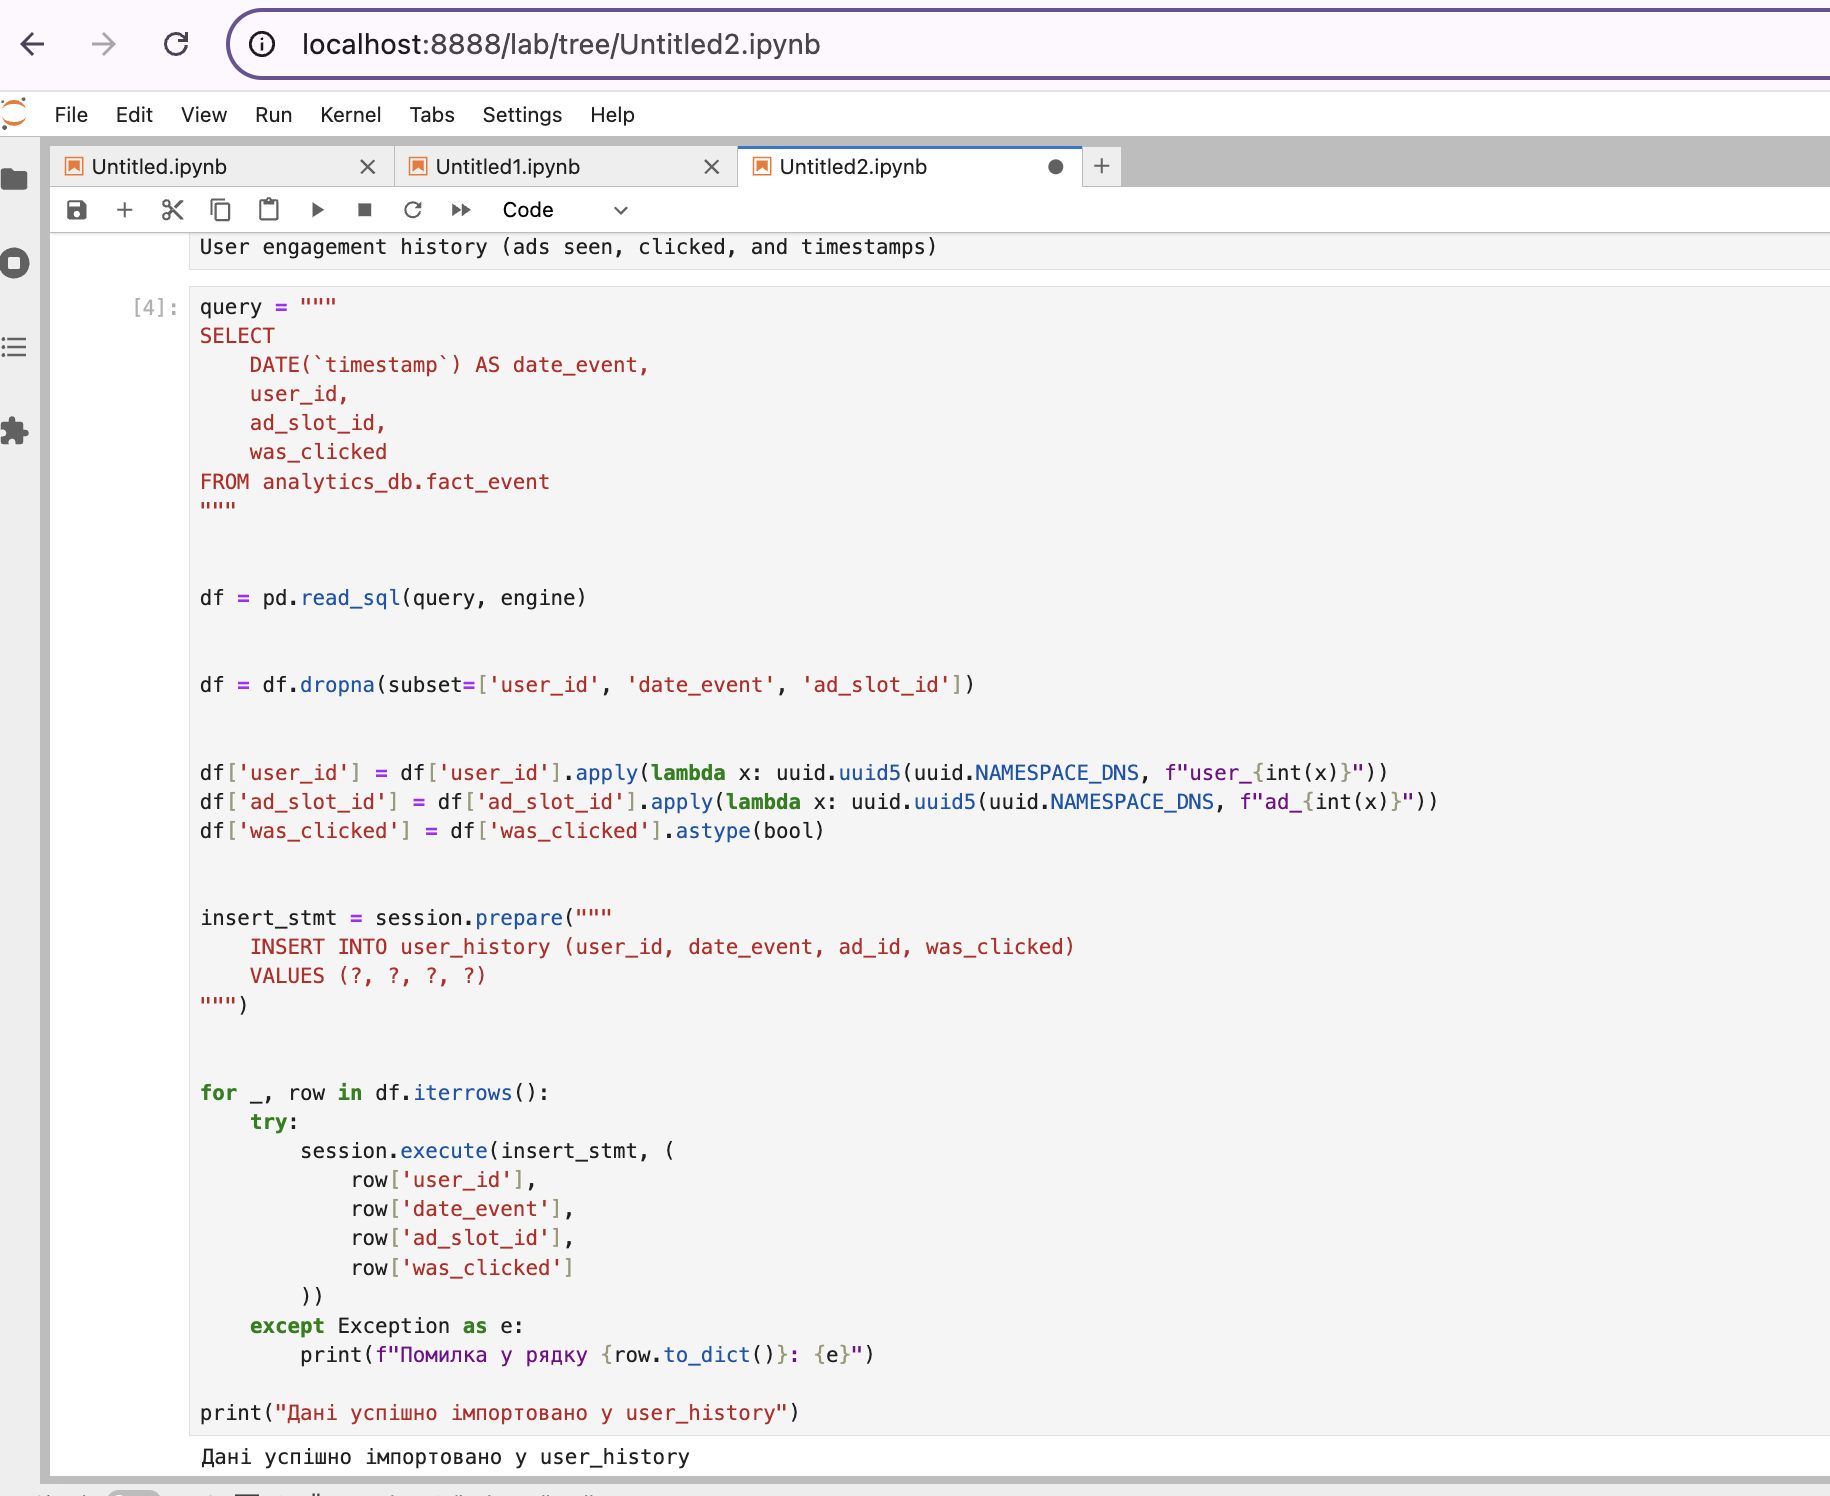 localhost:8888/lab/tree/Untitled2.ipynb
File Edit View Run Kernel Tabs Settings Help
Untitled.ipynb Untitled1.ipynb Untitled2.ipynb
Code
User engagement history (ads seen, clicked, and timestamps)
[4]:
query = """
SELECT
    DATE(`timestamp`) AS date_event,
    user_id,
    ad_slot_id,
    was_clicked
FROM analytics_db.fact_event
"""
df = pd.read_sql(query, engine)
df = df.dropna(subset=['user_id', 'date_event', 'ad_slot_id'])
df['user_id'] = df['user_id'].apply(lambda x: uuid.uuid5(uuid.NAMESPACE_DNS, f"user_{int(x)}"))
df['ad_slot_id'] = df['ad_slot_id'].apply(lambda x: uuid.uuid5(uuid.NAMESPACE_DNS, f"ad_{int(x)}"))
df['was_clicked'] = df['was_clicked'].astype(bool)
insert_stmt = session.prepare("""
    INSERT INTO user_history (user_id, date_event, ad_id, was_clicked)
    VALUES (?, ?, ?, ?)
""")
for _, row in df.iterrows():
    try:
        session.execute(insert_stmt, (
            row['user_id'],
            row['date_event'],
            row['ad_slot_id'],
            row['was_clicked']
        ))
    except Exception as e:
        print(f"Помилка у рядку {row.to_dict()}: {e}")
print("Дані успішно імпортовано у user_history")
Дані успішно імпортовано у user_history